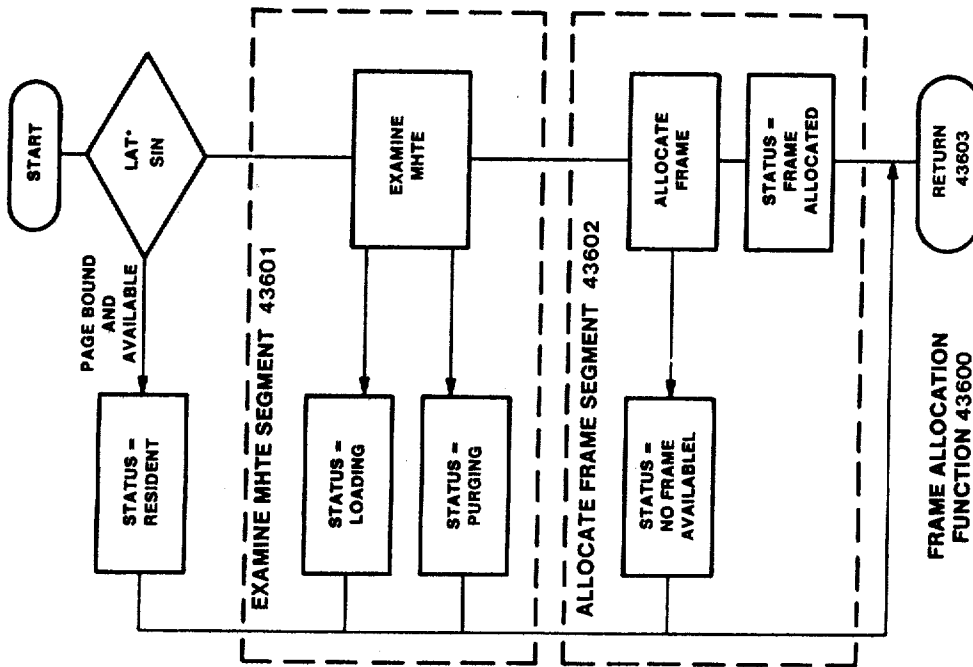 START
LAT*
SIN
PAGE BOUND
AND
AVAILABLE
STATUS =
RESIDENT
EXAMINE MHTE SEGMENT 43601
EXAMINE
MHTE
STATUS =
LOADING
STATUS =
PURGING
ALLOCATE FRAME SEGMENT 43602
ALLOCATE
FRAME
STATUS =
NO FRAME
AVAILABLEL
STATUS =
FRAME
ALLOCATED
RETURN
43603
FRAME ALLOCATION
FUNCTION 43600